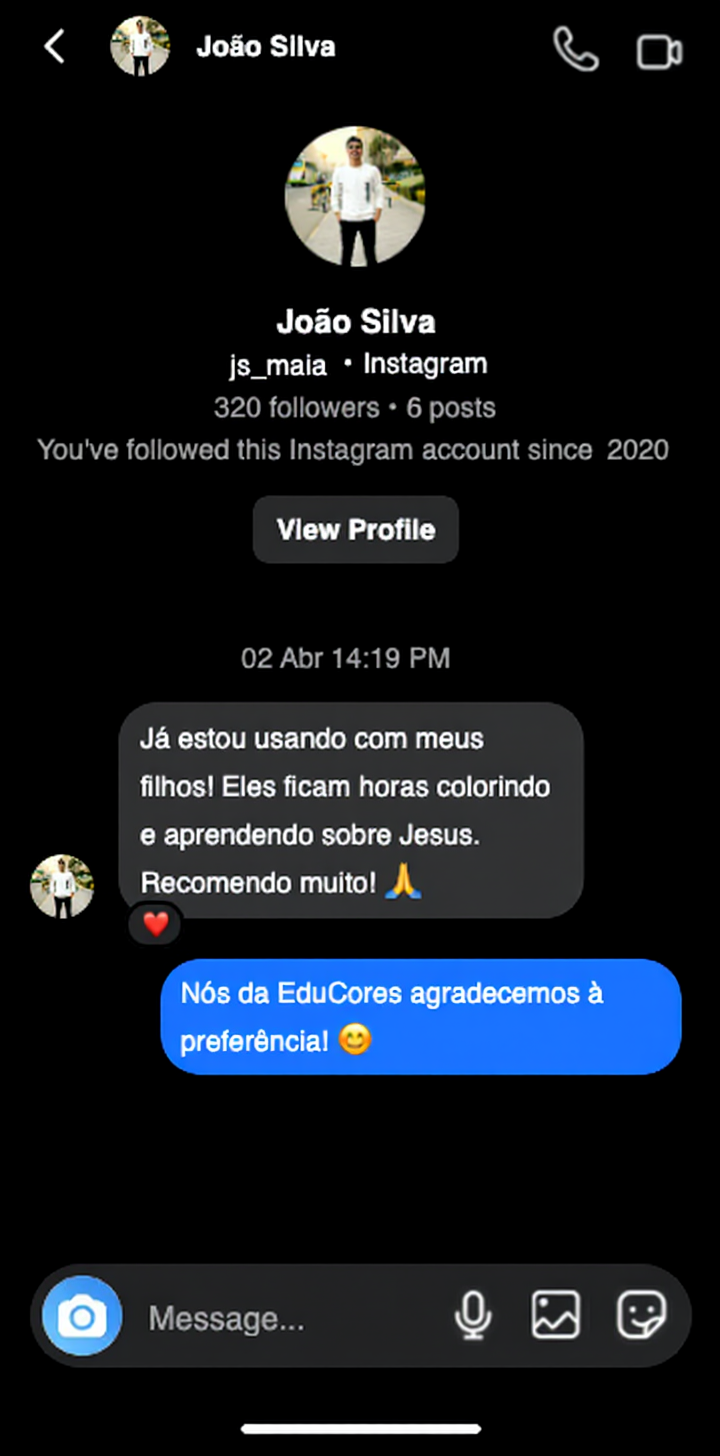 João Silva
João Silva
js_maia • Instagram
320 followers • 6 posts
You've followed this Instagram account since 2020
View Profile
02 Abr 14:19 PM
Já estou usando com meus
filhos! Eles ficam horas colorindo
e aprendendo sobre Jesus.
Recomendo muito! 🙏
❤️
Nós da EduCores agradecemos à
preferência! 😊
Message...